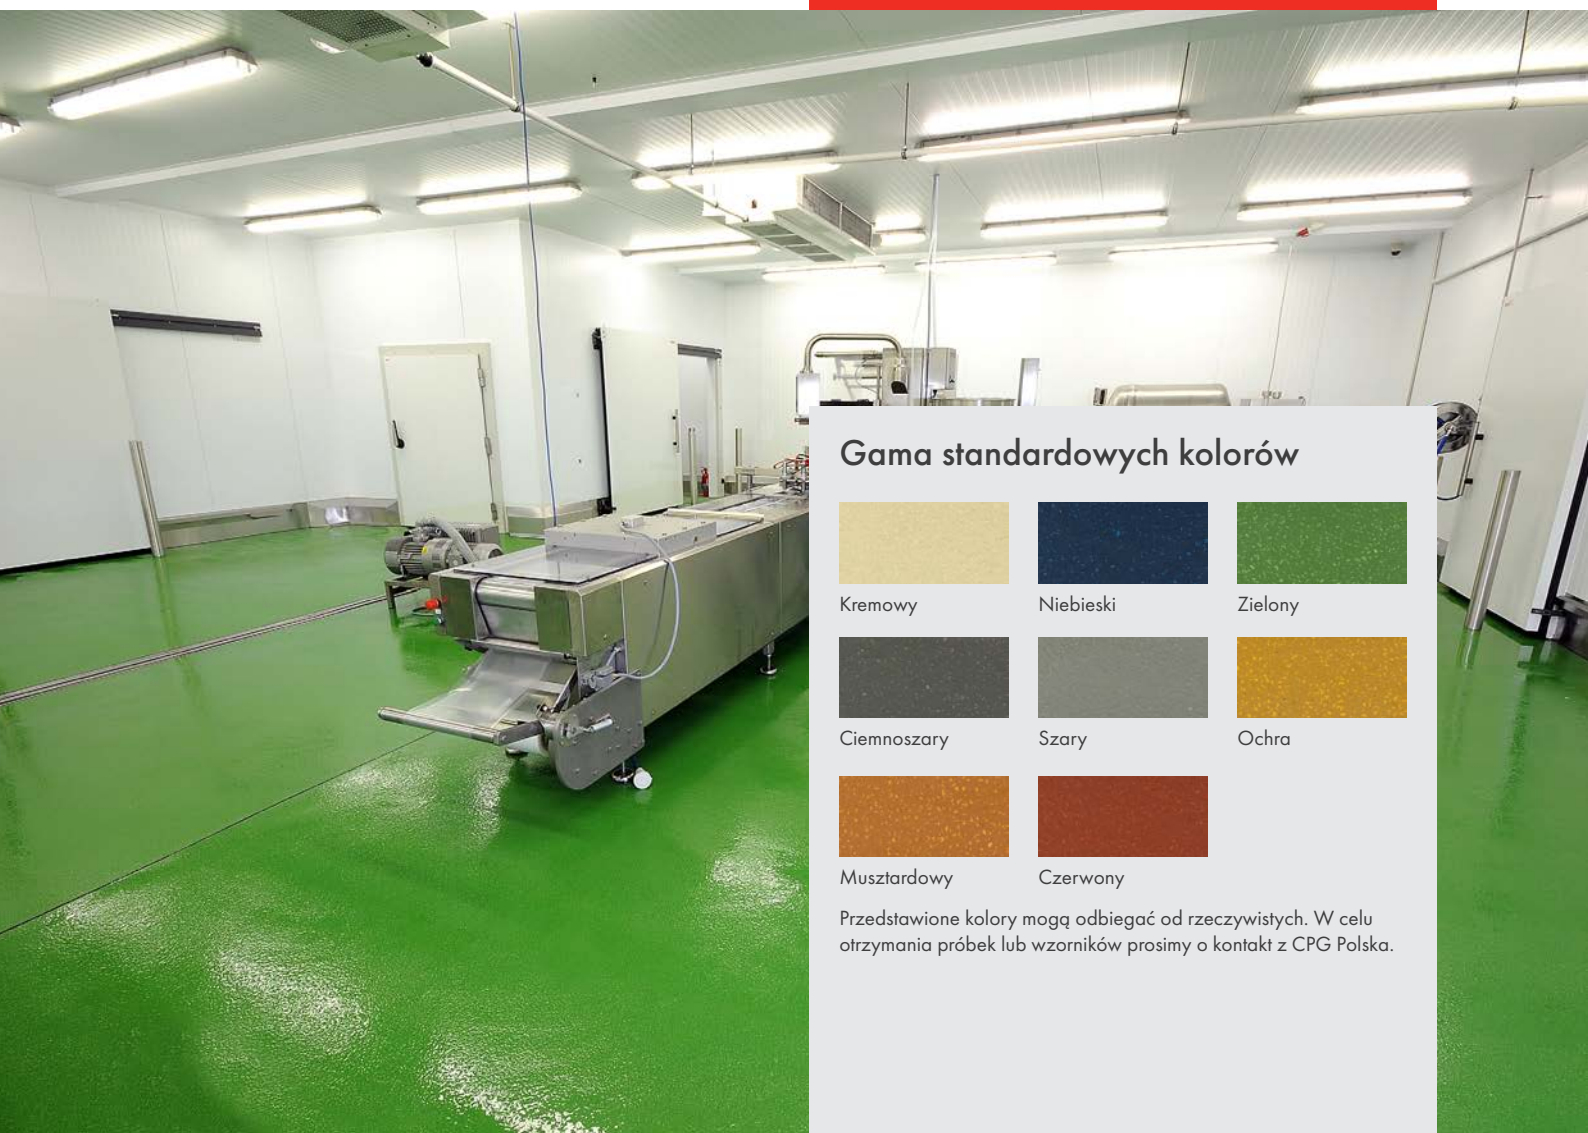 Gama standardowych kolorów
Kremowy
Niebieski
Zielony
Ciemnoszary
Szary
Ochra
Musztardowy
Czerwony
Przedstawione kolory mogą odbiegać od rzeczywistych. W celu
otrzymania próbek lub wzorników prosimy o kontakt z CPG Polska.